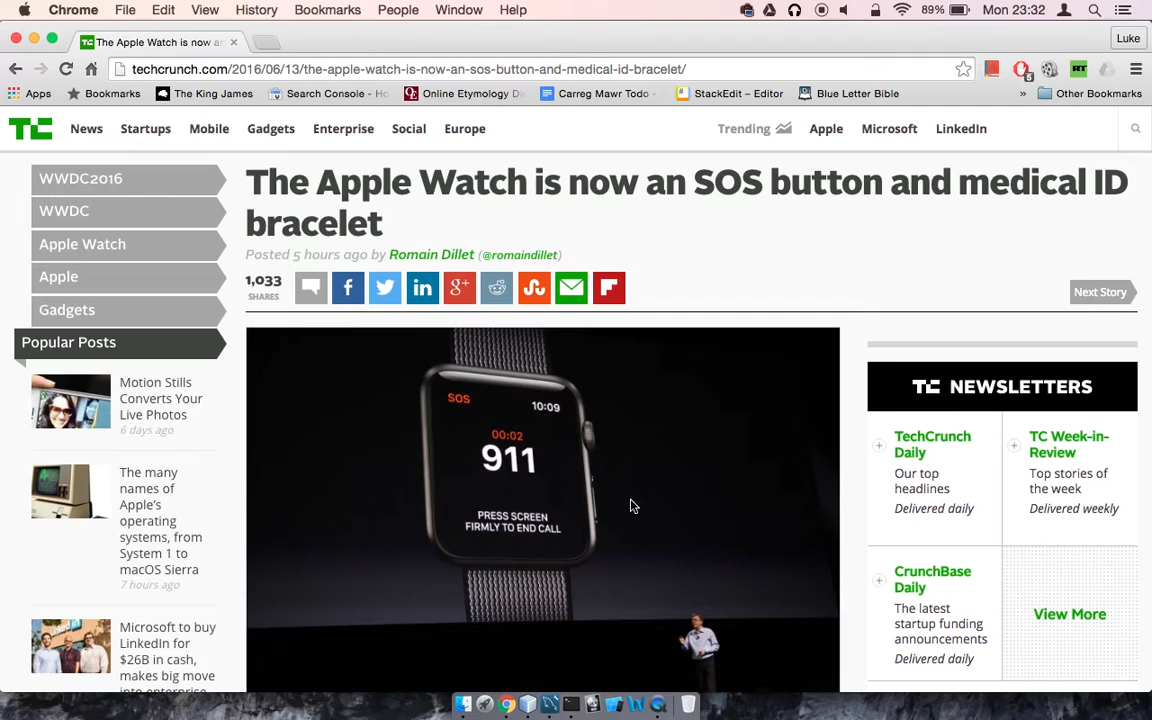 Chrome File Edit View History Bookmarks People Window Help 89% Mon 23:32
The Apple Watch is now an Luke
techcrunch.com/2016/06/13/the-apple-watch-is-now-an-sos-button-and-medical-id-bracelet/
Apps Bookmarks The King James Search Console - Ho Online Etymology Di Carreg Mawr Todo - StackEdit – Editor Blue Letter Bible » Other Bookmarks
TC News Startups Mobile Gadgets Enterprise Social Europe Trending Apple Microsoft LinkedIn
WWDC2016
WWDC
Apple Watch
Apple
Gadgets
Popular Posts
Motion Stills
Converts Your
Live Photos
6 days ago
The many
names of
Apple's
operating
systems, from
System 1 to
macOS Sierra
7 hours ago
Microsoft to buy
LinkedIn for
$26B in cash,
makes big move
into enterprise
The Apple Watch is now an SOS button and medical ID
bracelet
Posted 5 hours ago by Romain Dillet (@romaindillet)
1,033
SHARES
Next Story
SOS 10:09
00:02
911
PRESS SCREEN
FIRMLY TO END CALL
TC NEWSLETTERS
TechCrunch
Daily
Our top
headlines
Delivered daily
TC Week-in-
Review
Top stories of
the week
Delivered weekly
CrunchBase
Daily
The latest
startup funding
announcements
Delivered daily
View More